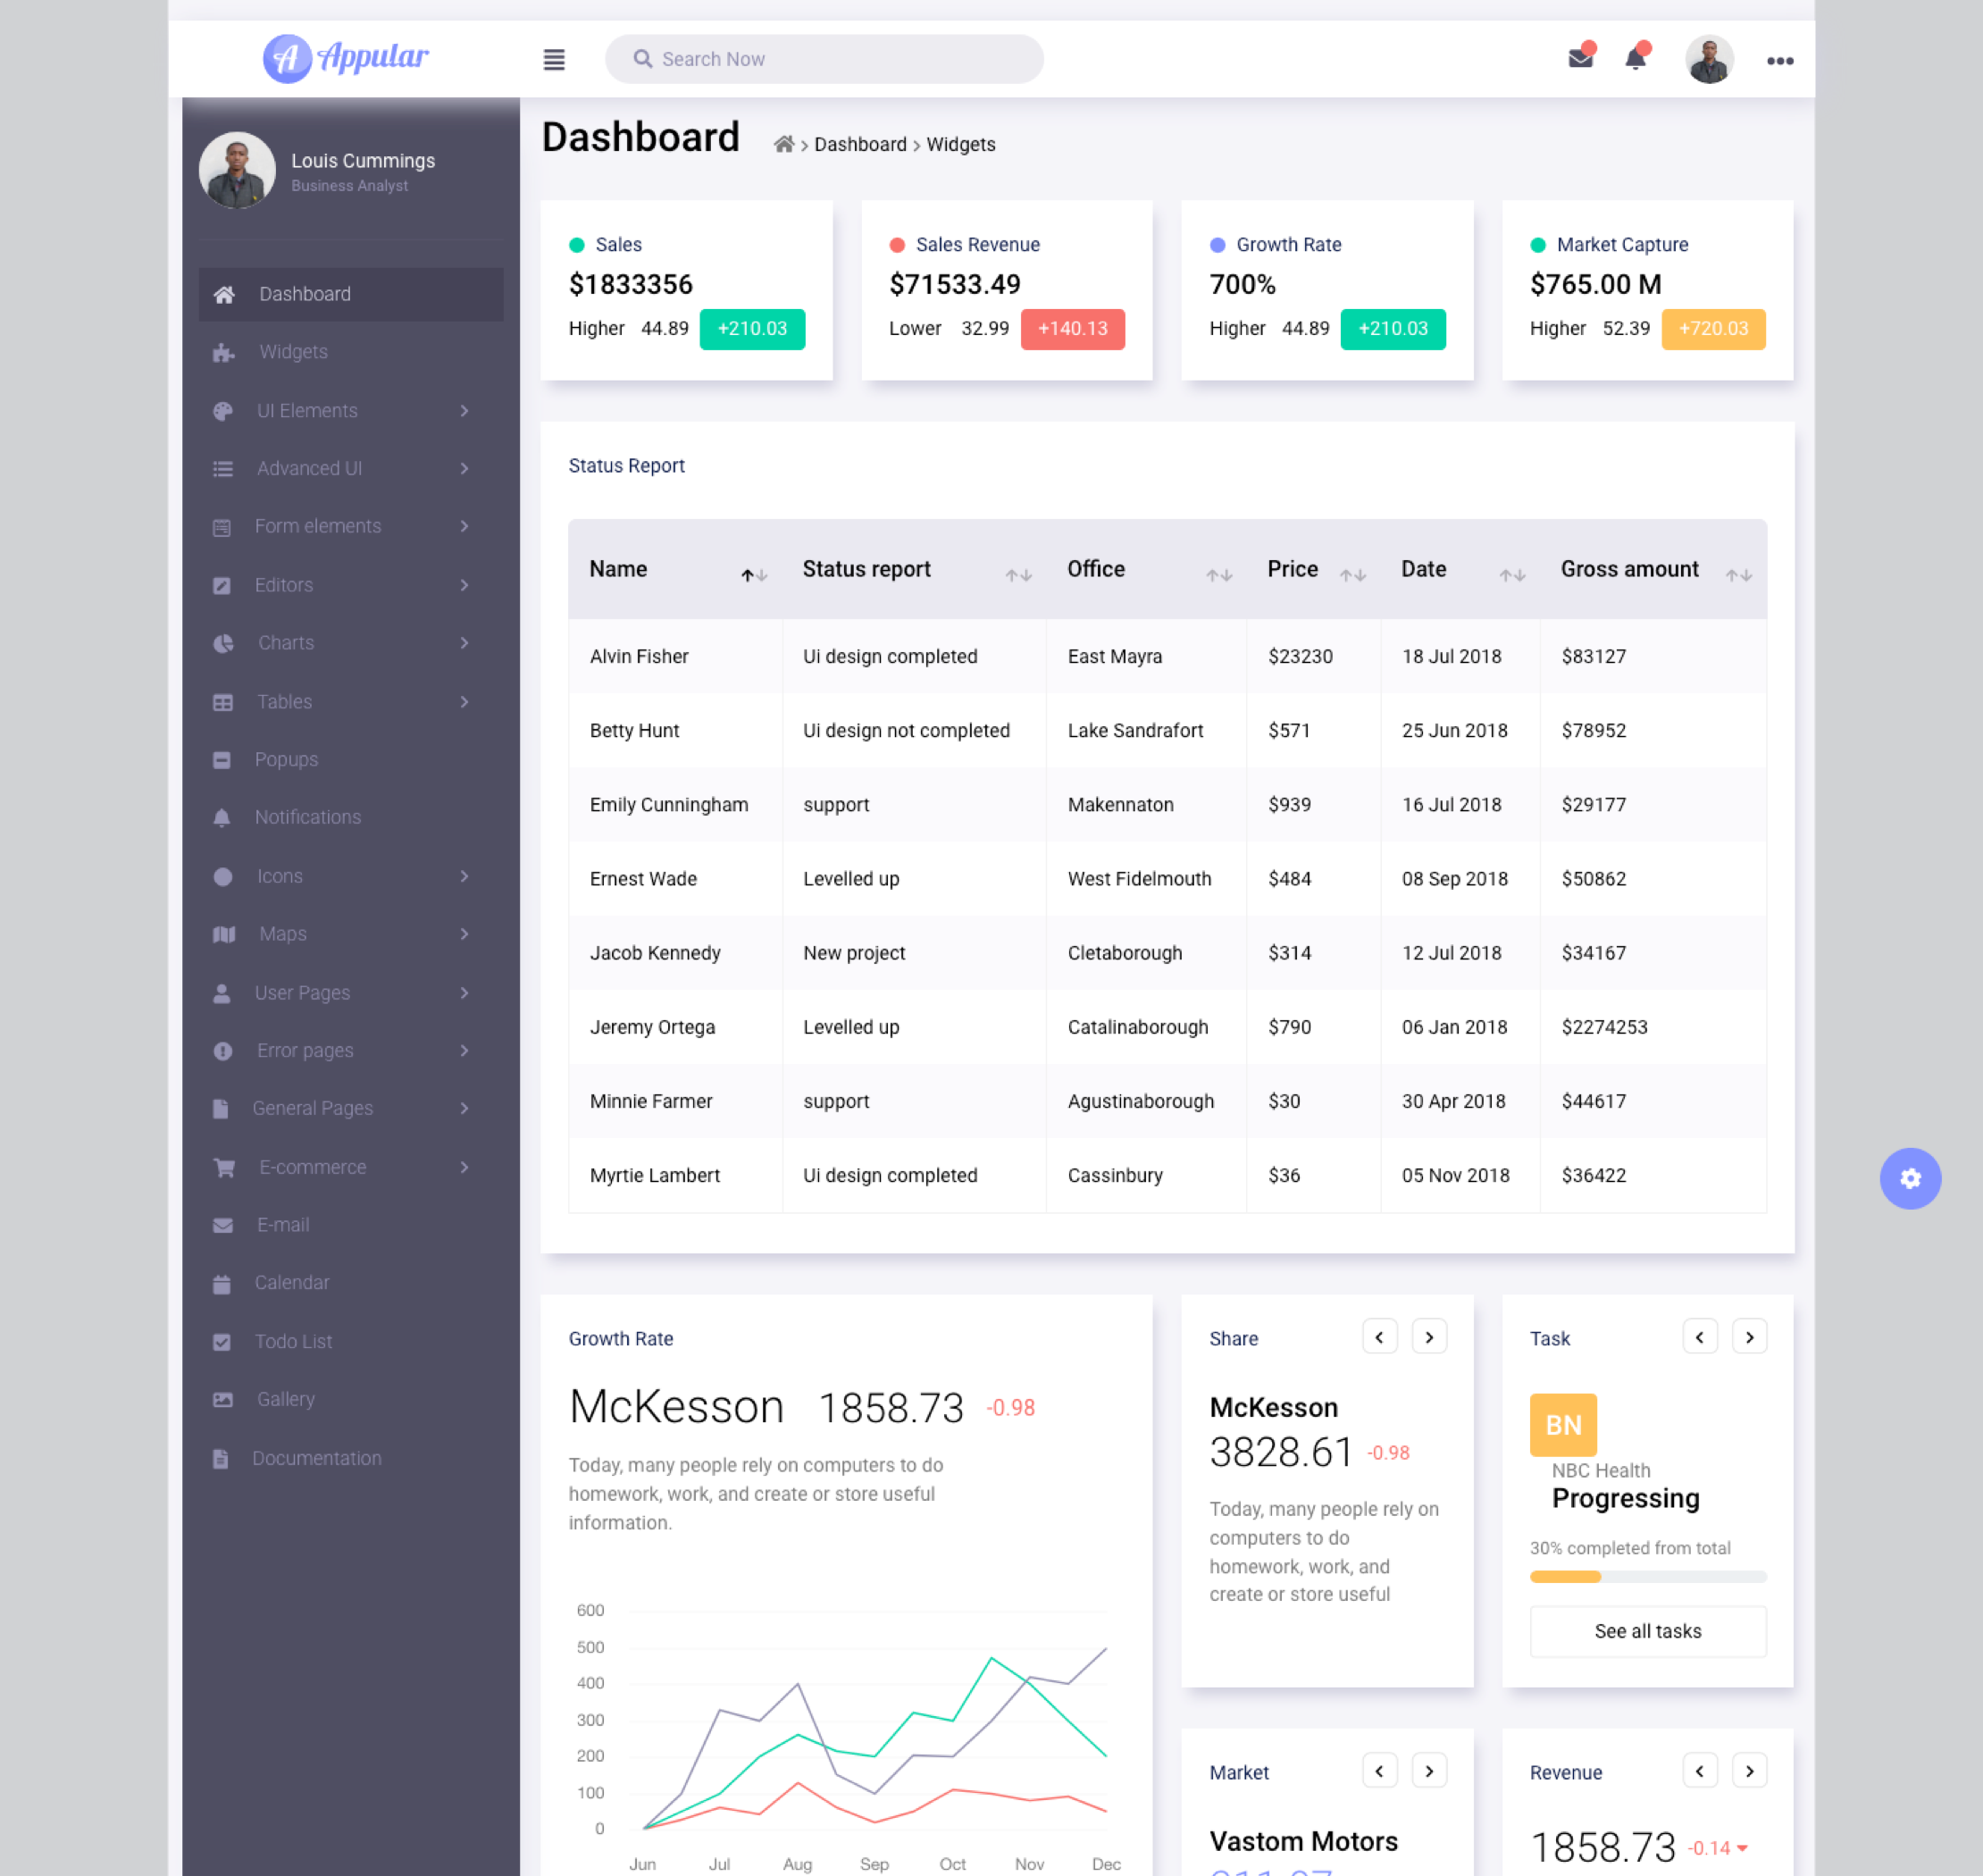 A Appular
Search Now
Louis Cummings
Business Analyst
Dashboard
Widgets
UI Elements
Advanced UI
Form elements
Editors
Charts
Tables
Popups
Notifications
Icons
Maps
User Pages
Error pages
General Pages
E-commerce
E-mail
Calendar
Todo List
Gallery
Documentation
Dashboard
Dashboard > Widgets
Sales
$1833356
Higher 44.89 +210.03
Sales Revenue
$71533.49
Lower 32.99 +140.13
Growth Rate
700%
Higher 44.89 +210.03
Market Capture
$765.00 M
Higher 52.39 +720.03
Status Report
Name Status report Office Price Date Gross amount
Alvin Fisher Ui design completed East Mayra $23230 18 Jul 2018 $83127
Betty Hunt Ui design not completed Lake Sandrafort $571 25 Jun 2018 $78952
Emily Cunningham support Makennaton $939 16 Jul 2018 $29177
Ernest Wade Levelled up West Fidelmouth $484 08 Sep 2018 $50862
Jacob Kennedy New project Cletaborough $314 12 Jul 2018 $34167
Jeremy Ortega Levelled up Catalinaborough $790 06 Jan 2018 $2274253
Minnie Farmer support Agustinaborough $30 30 Apr 2018 $44617
Myrtie Lambert Ui design completed Cassinbury $36 05 Nov 2018 $36422
Growth Rate
McKesson 1858.73 -0.98
Today, many people rely on computers to do
homework, work, and create or store useful
information.
600
500
400
300
200
100
0
Jun Jul Aug Sep Oct Nov Dec
Share
McKesson
3828.61 -0.98
Today, many people rely on
computers to do
homework, work, and
create or store useful
Task
BN
NBC Health
Progressing
30% completed from total
See all tasks
Market
Vastom Motors
Revenue
1858.73 -0.14